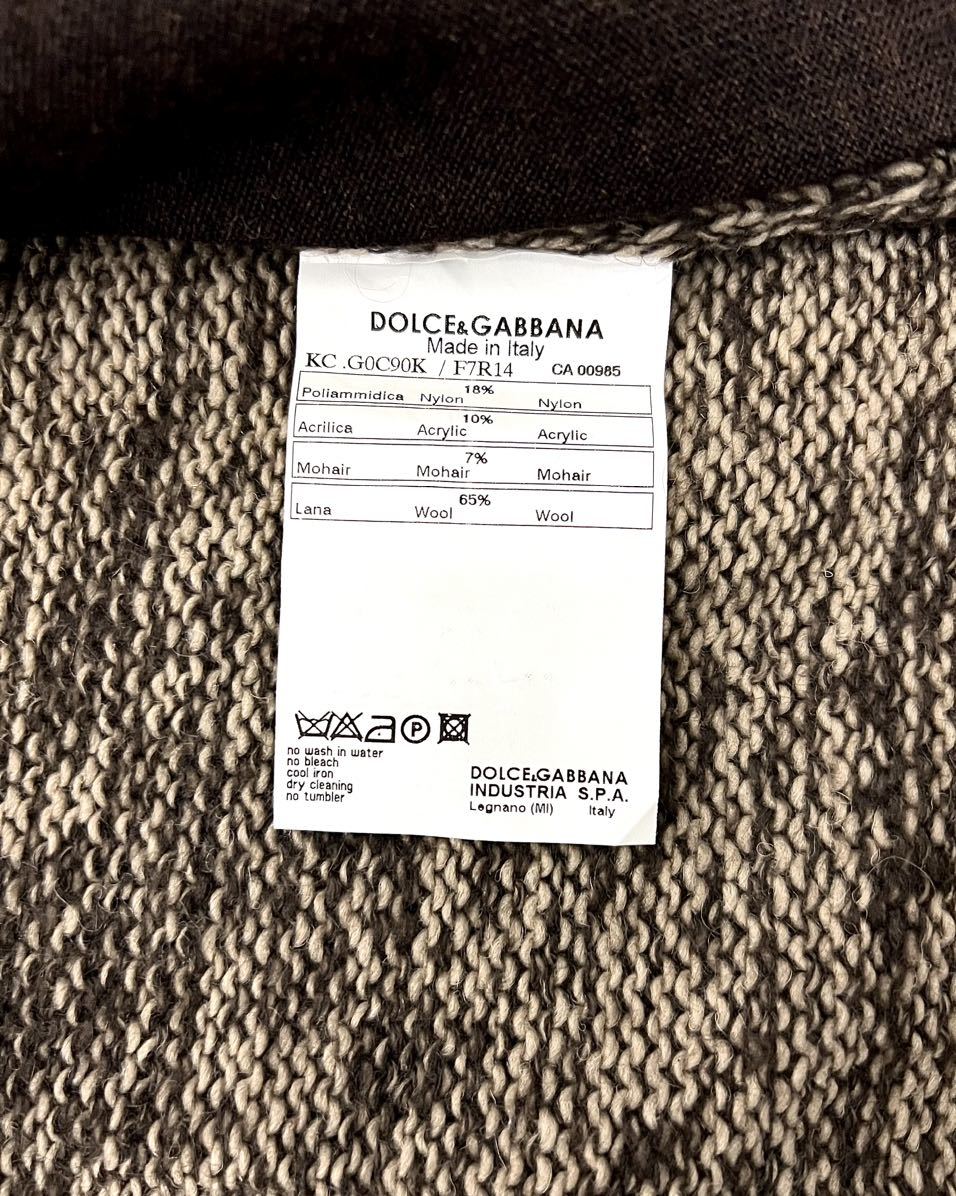 DOLCE&GABBANA
Made in Italy
KC .G0C90K / F7R14 CA 00985
18%
Poliammidica Nylon Nylon
10%
Acrilica Acrylic Acrylic
7%
Mohair Mohair Mohair
65%
Lana Wool Wool
P
no wash in water
no bleach
cool iron
dry cleaning
no tumbler
DOLCE&GABBANA
INDUSTRIA S.P.A.
Legnano (MI) Italy